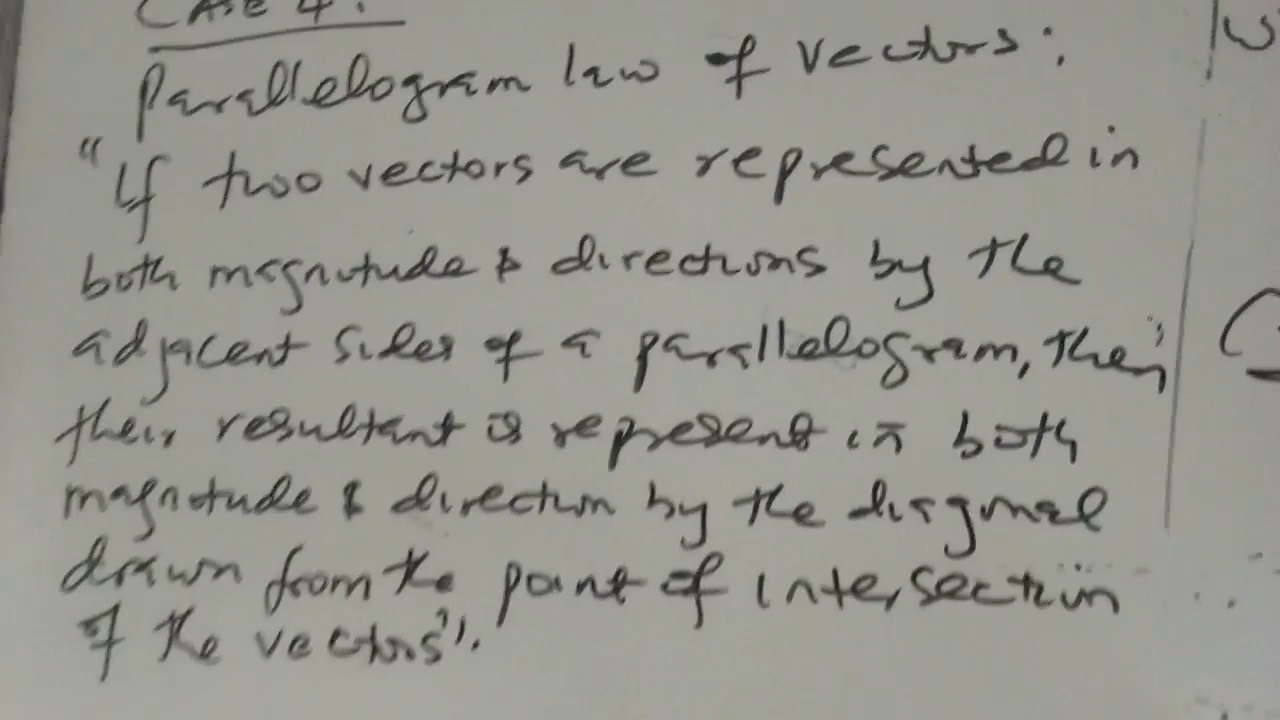 CASE 4:
Parallelogram law of vectors:
"If two vectors are represented in
both magnitude & directions by the
adjacent sides of a parallelogram, then
their resultant is represent in both
magnitude & direction by the diagonal
drawn from the point of intersection
of the vectors".